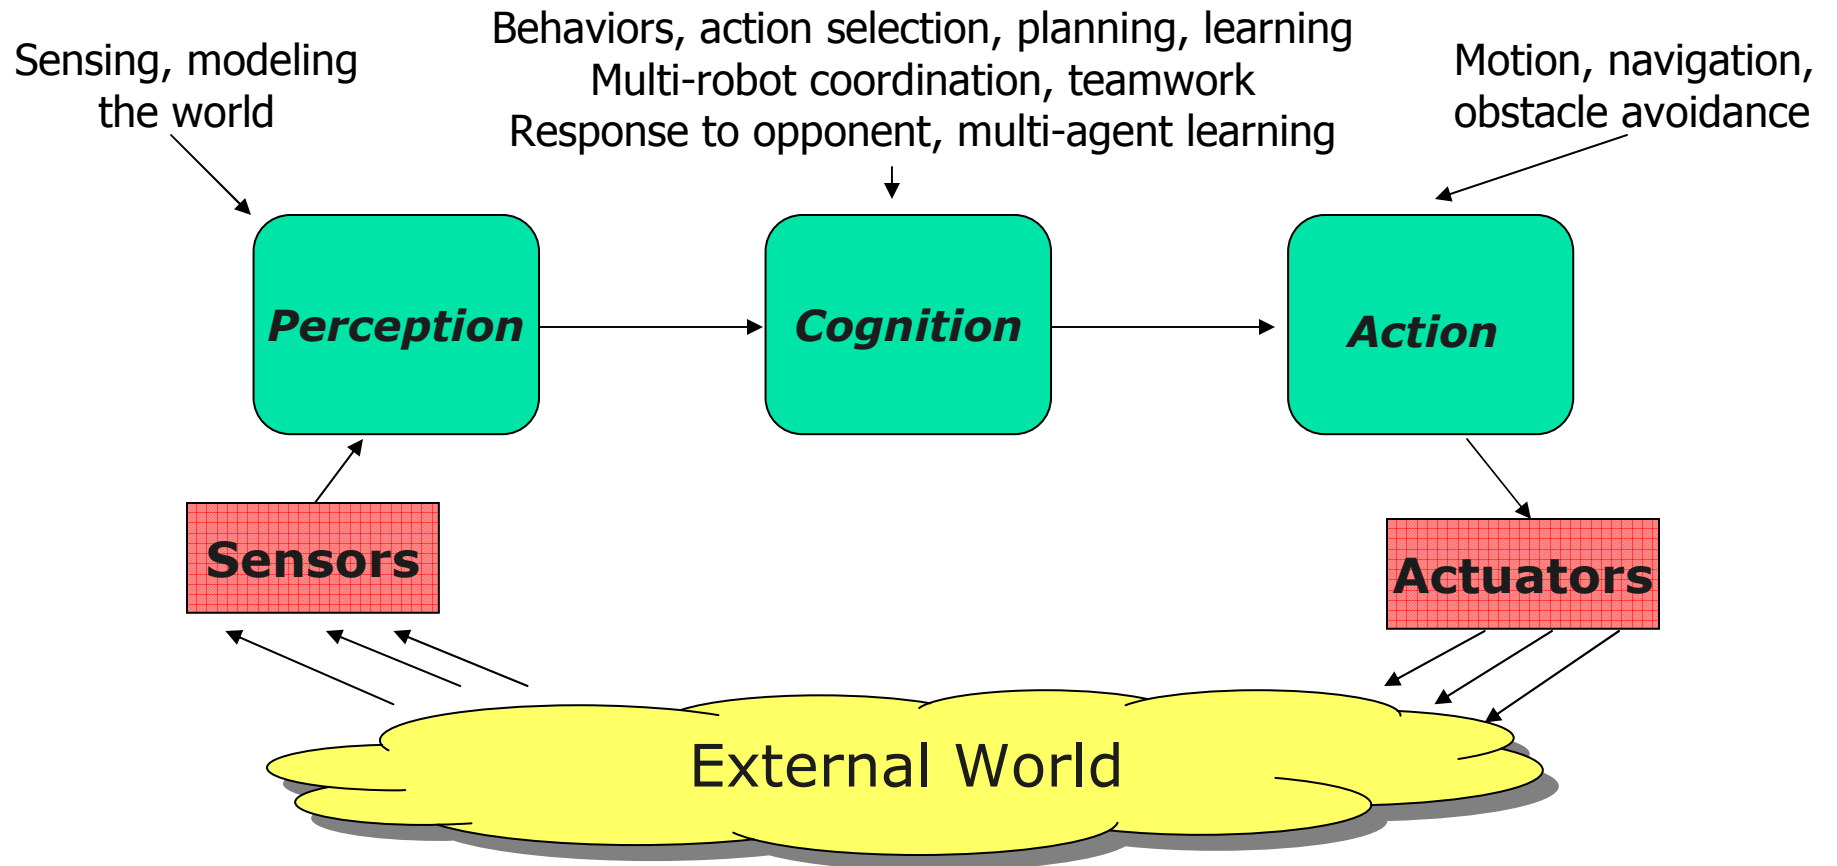 Behaviors, action selection, planning, learning
Sensing, modeling
the world
Multi-robot coordination, teamwork
Response to opponent, multi-agent learning
Motion, navigation,
obstacle avoidance
Perception
Cognition
Action
Sensors
Actuators
External World